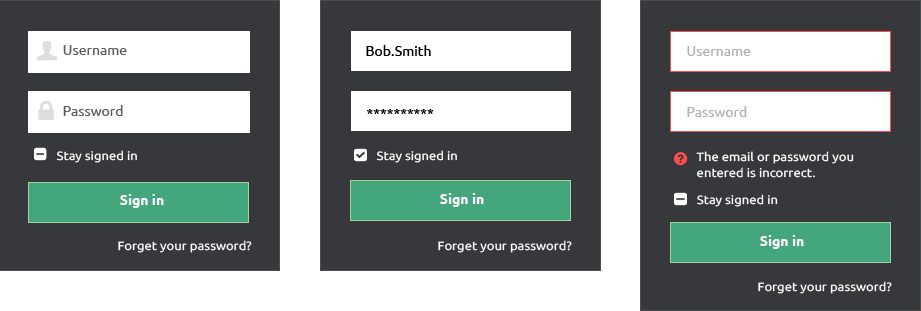 Username
Password
Stay signed in
Sign in
Forget your password?
Bob.Smith
**********
Stay signed in
Sign in
Forget your password?
Username
Password
The email or password you
entered is incorrect.
Stay signed in
Sign in
Forget your password?